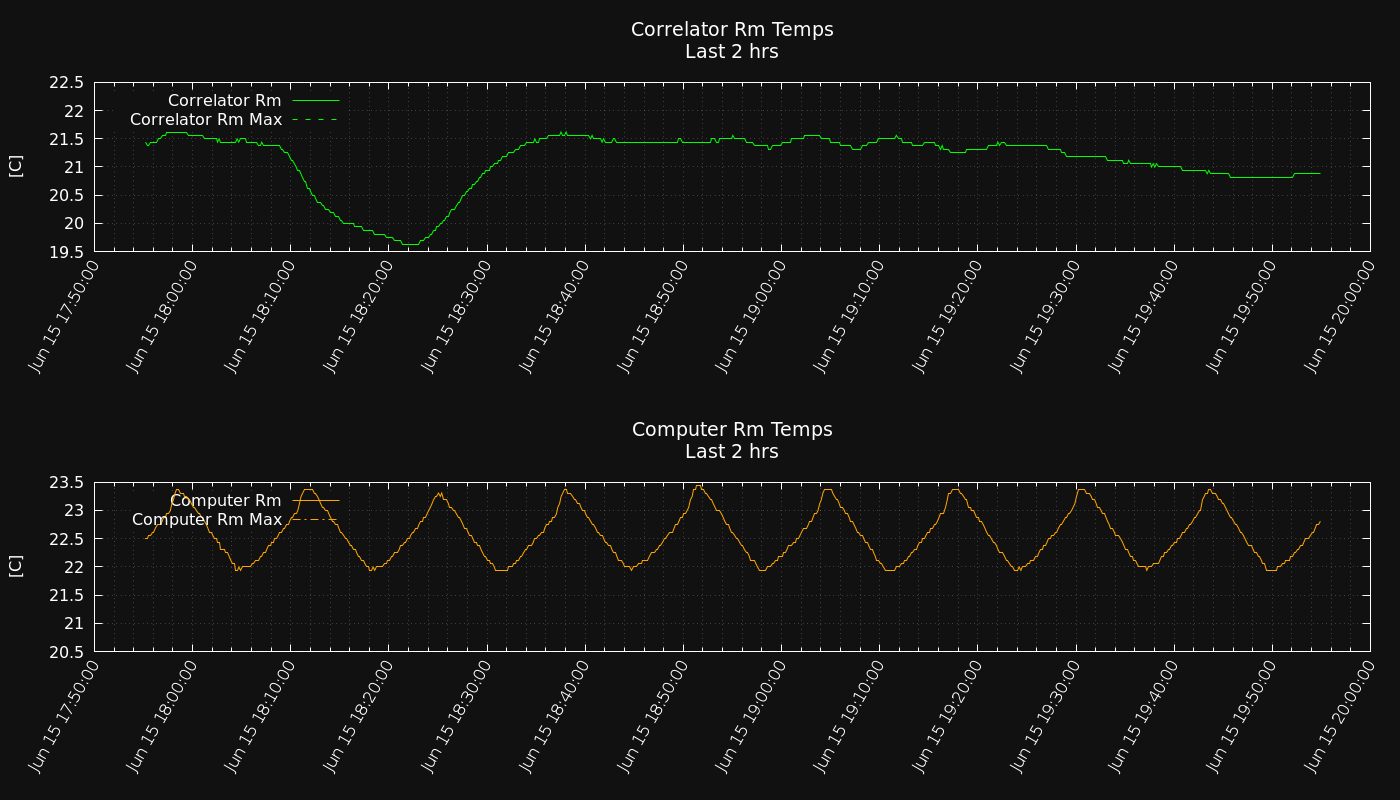 Correlator Rm Temps
Last 2 hrs
22.5
22
21.5
21
20.5
20
19.5
[C]
Correlator Rm
Correlator Rm Max
Jun 15 17:50:00
Jun 15 18:00:00
Jun 15 18:10:00
Jun 15 18:20:00
Jun 15 18:30:00
Jun 15 18:40:00
Jun 15 18:50:00
Jun 15 19:00:00
Jun 15 19:10:00
Jun 15 19:20:00
Jun 15 19:30:00
Jun 15 19:40:00
Jun 15 19:50:00
Jun 15 20:00:00
Computer Rm Temps
Last 2 hrs
23.5
23
22.5
22
21.5
21
20.5
[C]
Computer Rm
Computer Rm Max
Jun 15 17:50:00
Jun 15 18:00:00
Jun 15 18:10:00
Jun 15 18:20:00
Jun 15 18:30:00
Jun 15 18:40:00
Jun 15 18:50:00
Jun 15 19:00:00
Jun 15 19:10:00
Jun 15 19:20:00
Jun 15 19:30:00
Jun 15 19:40:00
Jun 15 19:50:00
Jun 15 20:00:00